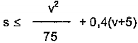 s ≤ v²/75 + 0,4(v+5)